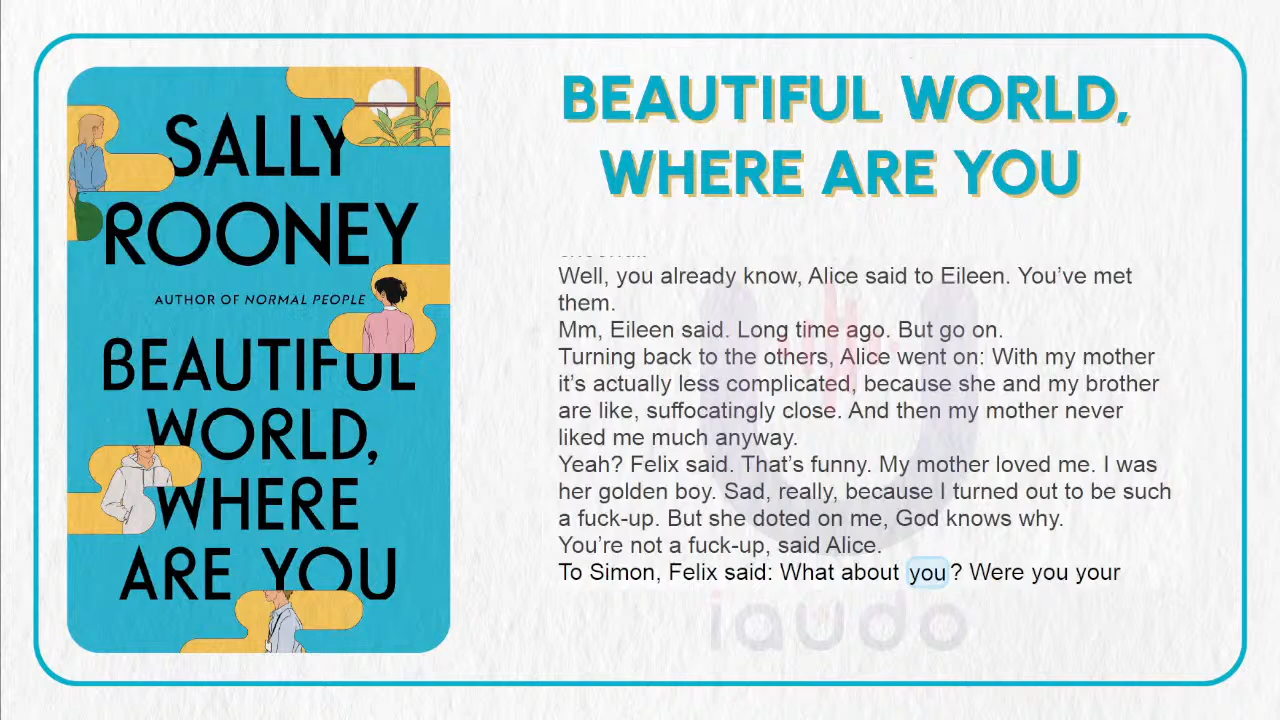 SALLY
ROONEY
AUTHOR OF NORMAL PEOPLE
BEAUTIFUL
WORLD,
WHERE
ARE YOU
BEAUTIFUL WORLD,
WHERE ARE YOU
Well, you already know, Alice said to Eileen. You’ve met
them.
Mm, Eileen said. Long time ago. But go on.
Turning back to the others, Alice went on: With my mother
it’s actually less complicated, because she and my brother
are like, suffocatingly close. And then my mother never
liked me much anyway.
Yeah? Felix said. That’s funny. My mother loved me. I was
her golden boy. Sad, really, because I turned out to be such
a fuck-up. But she doted on me, God knows why.
You’re not a fuck-up, said Alice.
To Simon, Felix said: What about you? Were you your
iaudo